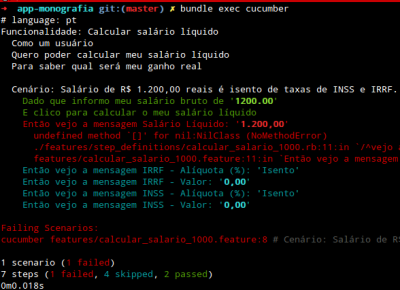 ➜ app-monografia git:(master) ✗ bundle exec cucumber
# language: pt
Funcionalidade: Calcular salário líquido
Como um usuário
Quero poder calcular meu salário líquido
Para saber qual será meu ganho real
Cenário: Salário de R$ 1.200,00 reais é isento de taxas de INSS e IRRF.
Dado que informo meu salário bruto de '1200.00'
E clico para calcular o meu salário líquido
Então vejo a mensagem Salário Líquido: '1.200,00'
undefined method `[]' for nil:NilClass (NoMethodError)
./features/step_definitions/calcular_salario_1000.rb:11:in `/^vejo a
features/calcular_salario_1000.feature:11:in `Então vejo a mensagem
Então vejo a mensagem IRRF - Alíquota (%): 'Isento'
Então vejo a mensagem IRRF - Valor: '0,00'
Então vejo a mensagem INSS - Alíquota (%): 'Isento'
Então vejo a mensagem INSS - Valor: '0,00'
Failing Scenarios:
cucumber features/calcular_salario_1000.feature:8 # Cenário: Salário de R$
1 scenario (1 failed)
7 steps (1 failed, 4 skipped, 2 passed)
0m0.018s